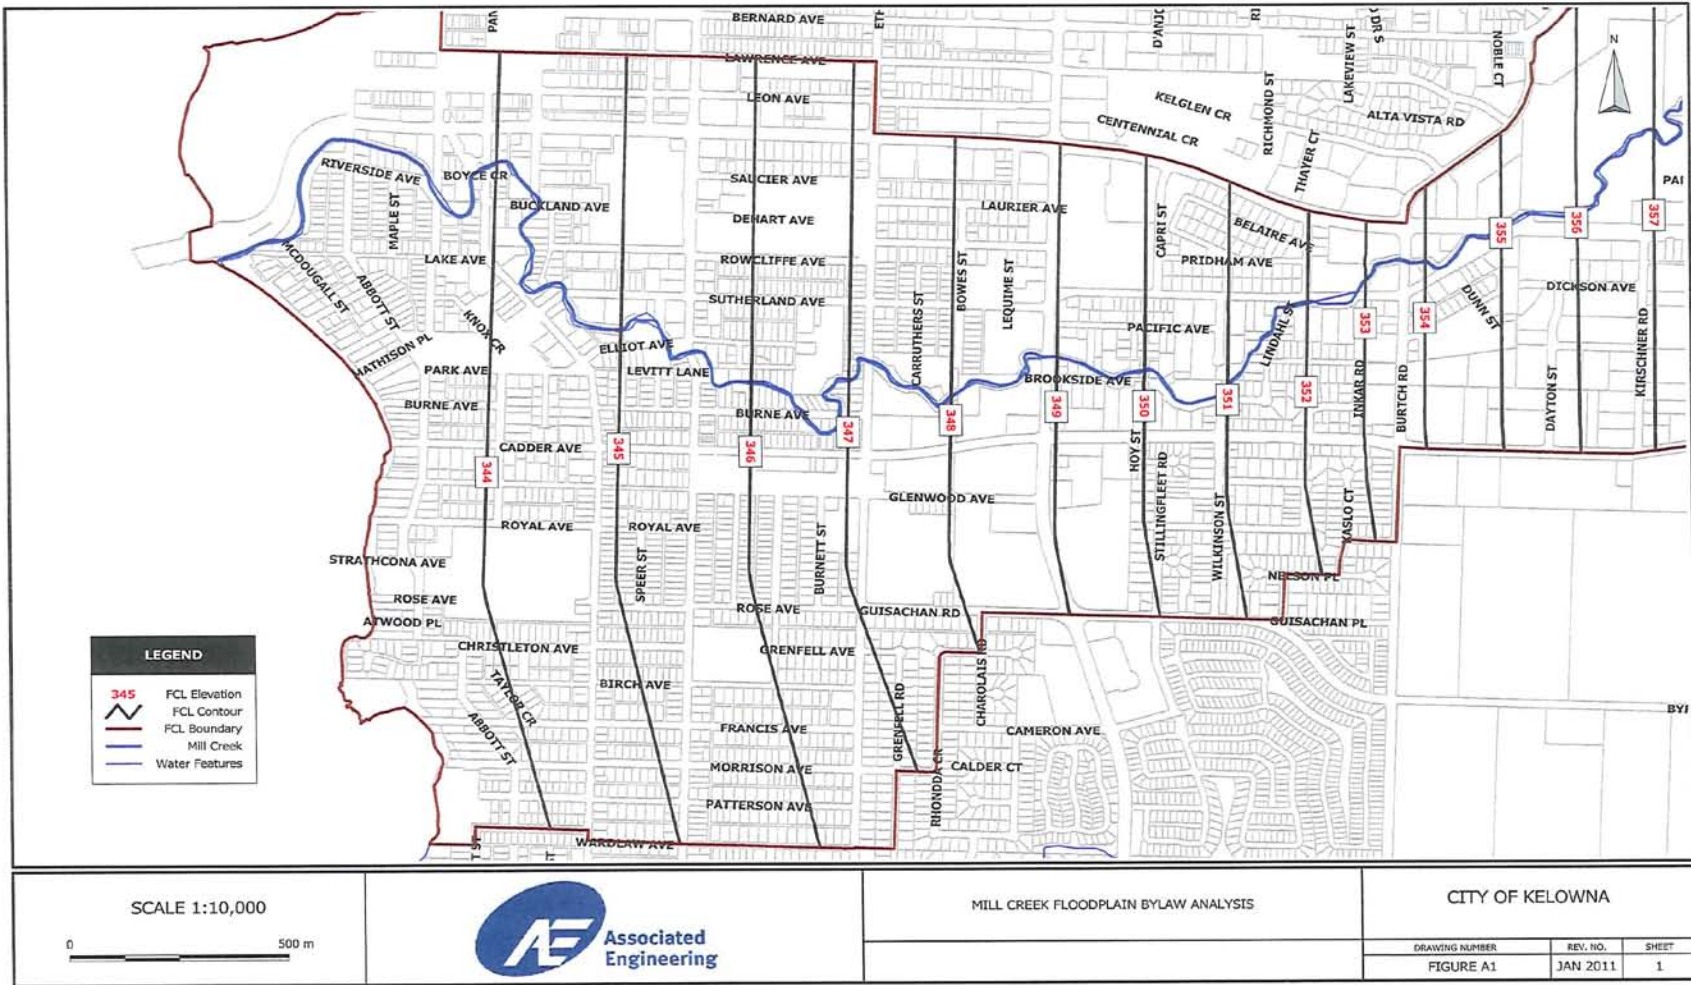 BERNARD AVE
LAWRENCE AVE
LEON AVE
D'ANJO
RICHMOND ST
LAKEVIEW ST
DR S
NOBLE CT
N
KELGLEN CR
CENTENNIAL CR
ALTA VISTA RD
THAYER CT
RIVERSIDE AVE
BOYCE CR
MAPLE ST
BUCKLAND AVE
SAUCIER AVE
DEHART AVE
LAURIER AVE
CAPRI ST
BELAIRE AVE
PAI
355
356
357
MCDOUGALL ST
ABBOTT ST
LAKE AVE
ROWCLIFFE AVE
SUTHERLAND AVE
BOWES ST
LEQUIME ST
PRIDHAM AVE
DUNN ST
DICKSON AVE
KIRSCHNER RD
KNOX CR
MATHISON PL
ELLIOT AVE
LEVITT LANE
CARRUTHERS ST
PACIFIC AVE
LINDAHL ST
353
354
PARK AVE
BURNE AVE
BURNE AVE
BROOKSIDE AVE
INKAR RD
BURTCH RD
DAYTON ST
344
345
346
347
348
349
350
351
352
CADDER AVE
HOY ST
GLENWOOD AVE
STILLINGFLEET RD
WILKINSON ST
KASLO CT
ROYAL AVE
ROYAL AVE
STRATHCONA AVE
SPEER ST
BURNETT ST
NELSON PL
ROSE AVE
ROSE AVE
GUISACHAN RD
GUISACHAN PL
ATWOOD PL
CHRISTLETON AVE
GRENFELL AVE
TAYLOR CR
BIRCH AVE
GRENFELL RD
CHAROLAIS RD
ABBOTT ST
FRANCIS AVE
CAMERON AVE
MORRISON AVE
RHONDDA CR
CALDER CT
PATTERSON AVE
WARDLAW AVE
T ST
LEGEND
345 FCL Elevation
FCL Contour
FCL Boundary
Mill Creek
Water Features
SCALE 1:10,000
0 500 m
AE Associated
Engineering
MILL CREEK FLOODPLAIN BYLAW ANALYSIS
CITY OF KELOWNA
DRAWING NUMBER REV. NO. SHEET
FIGURE A1 JAN 2011 1